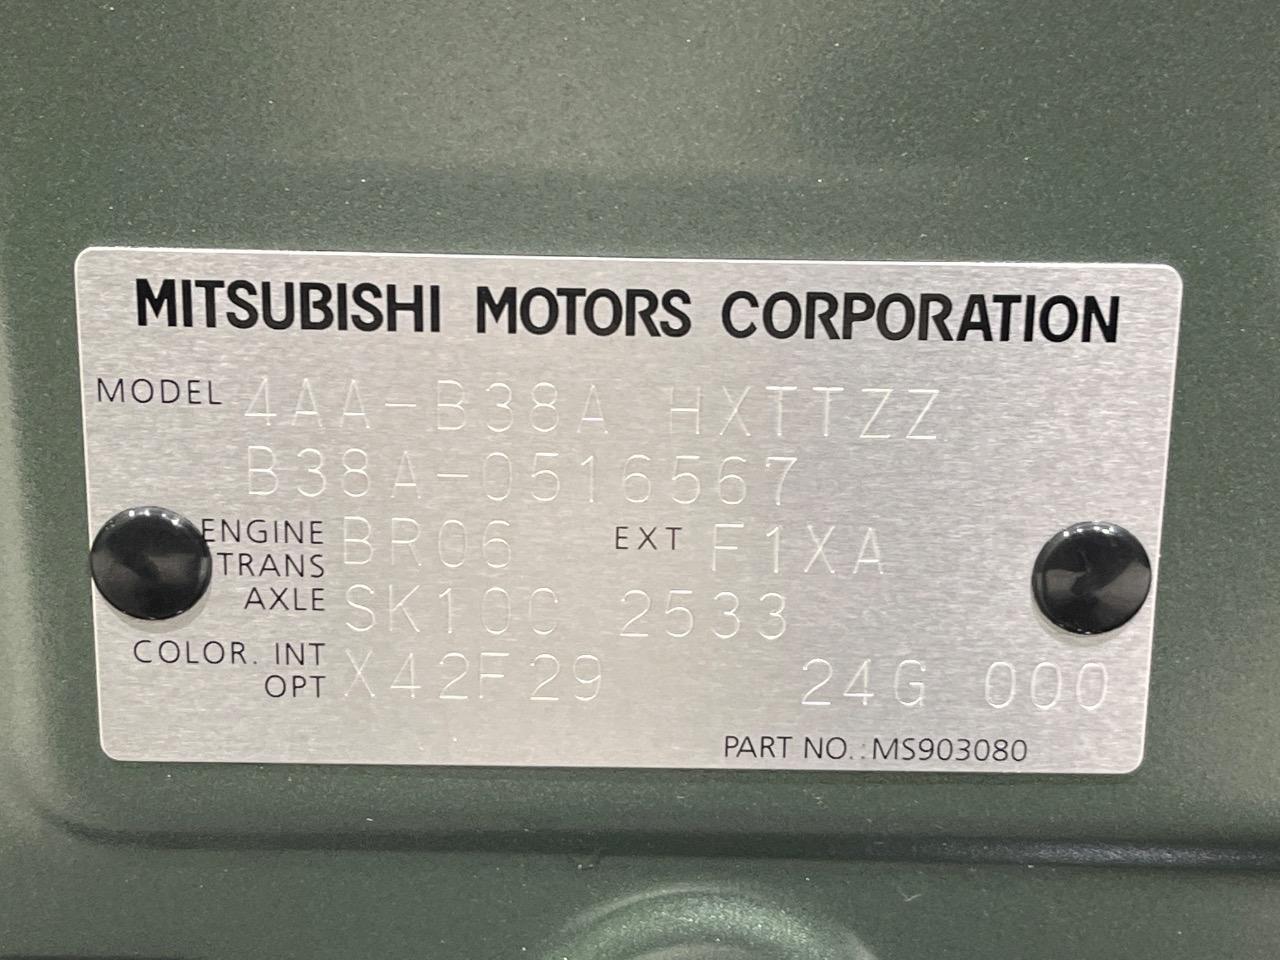 MITSUBISHI MOTORS CORPORATION
MODEL 4AA-B38A HXTTZZ
B38A-0516567
ENGINE BR06 EXT F1XA
TRANS
AXLE SK10C 2533
COLOR. INT
OPT X42F29 24G 000
PART NO.:MS903080